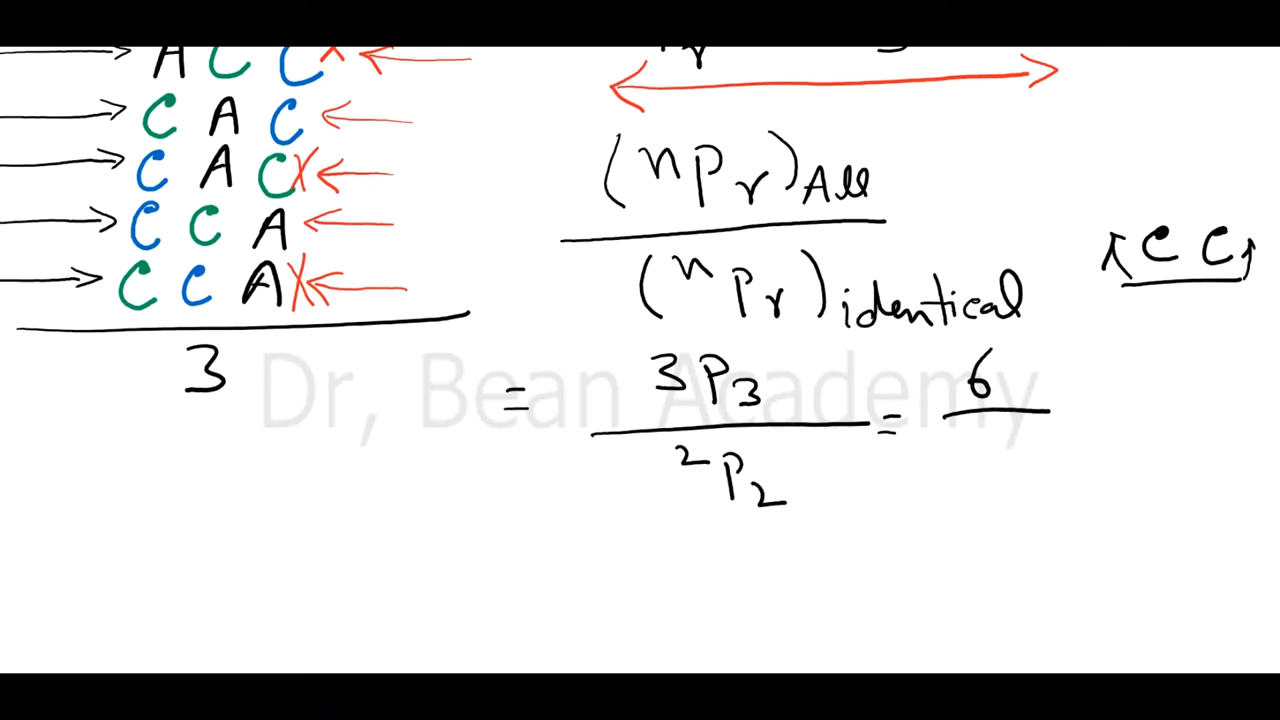 A C C X
C A C
C A C X
C C A
C C A X
3
(nPr)All
(nPr)identical
C C
= 3P3 = 6
2P2
Dr, Bean Academy